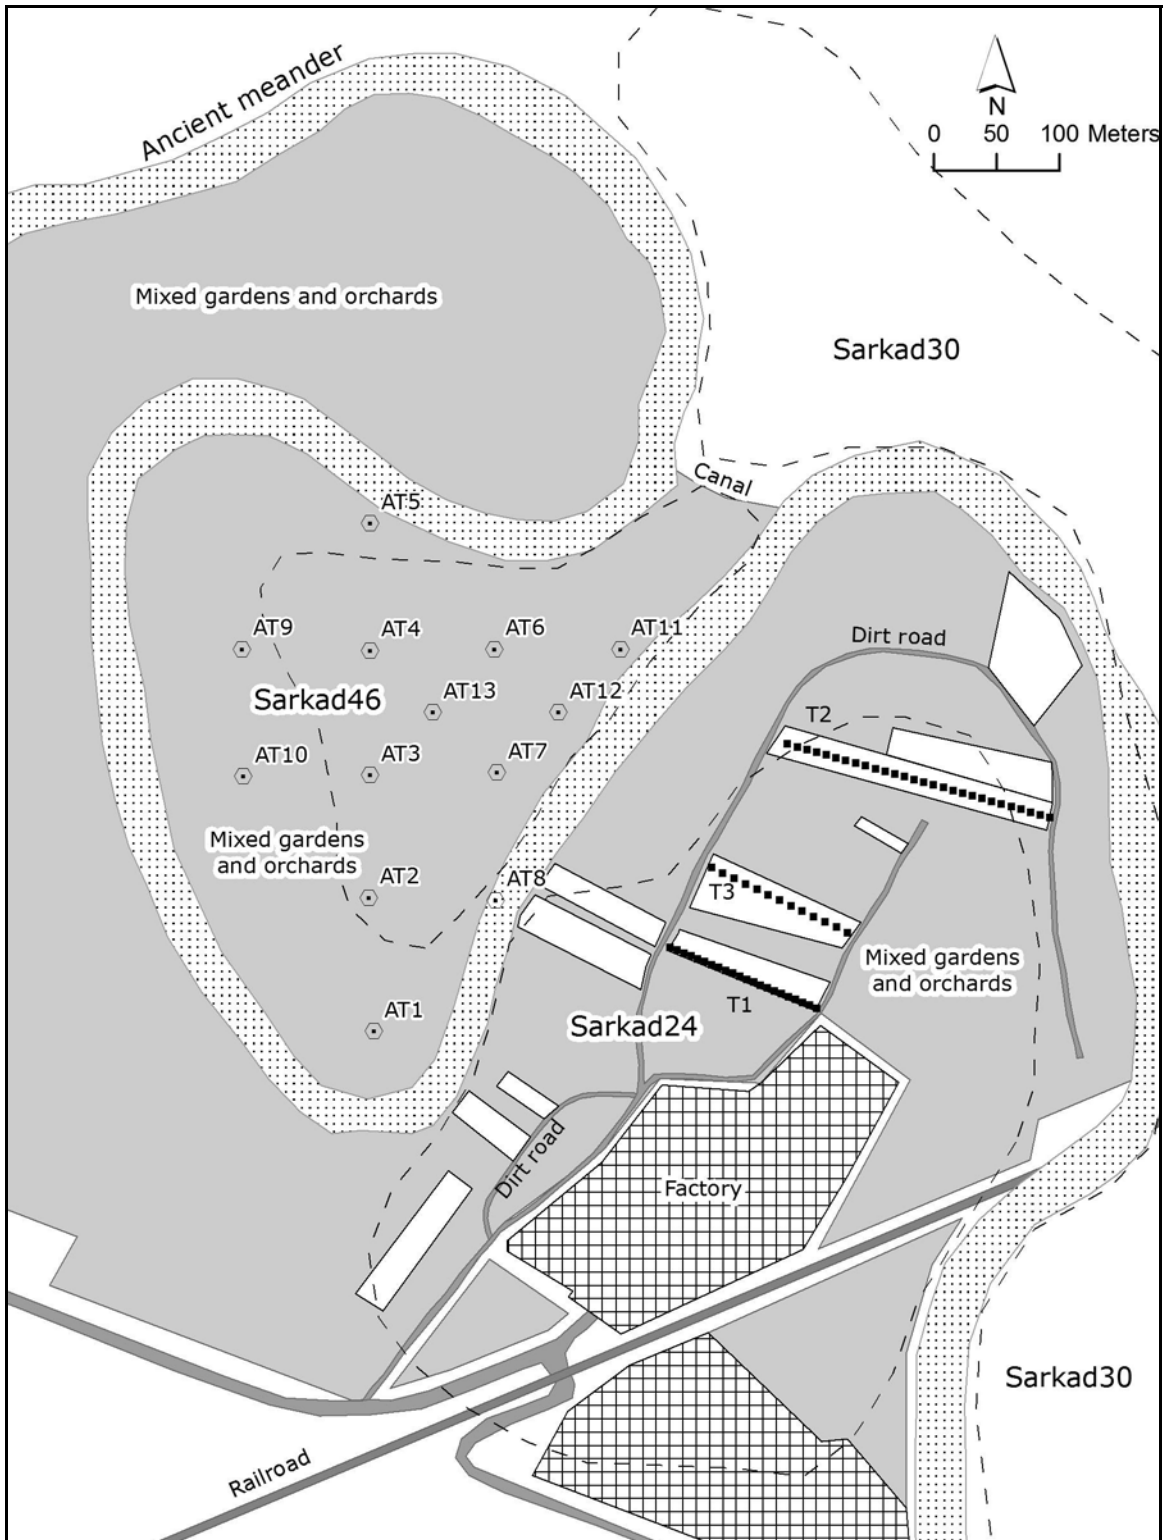 Ancient meander
N
0 50 100 Meters
Mixed gardens and orchards
Sarkad30
Canal
AT5
AT9
AT4
AT6
AT11
Dirt road
Sarkad46
AT13
AT12
T2
AT10
AT3
AT7
Mixed gardens
and orchards
AT2
AT8
T3
Mixed gardens
and orchards
T1
AT1
Sarkad24
Dirt road
Factory
Sarkad30
Railroad